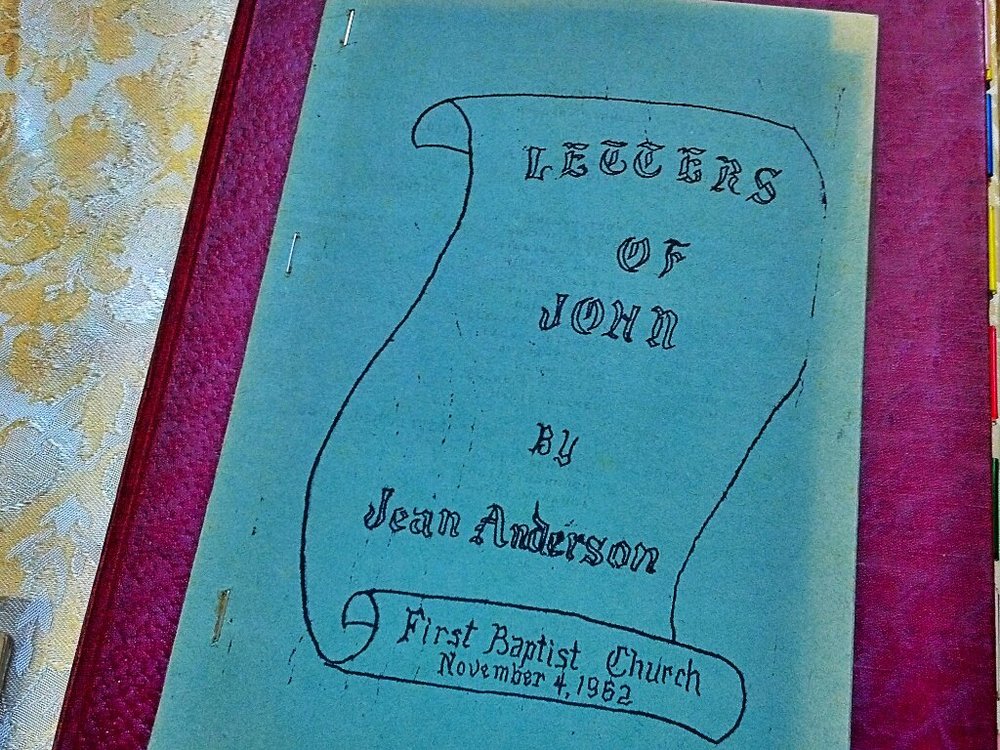 LETTERS
OF
JOHN
By
Jean Anderson
First Baptist Church
November 4, 1962